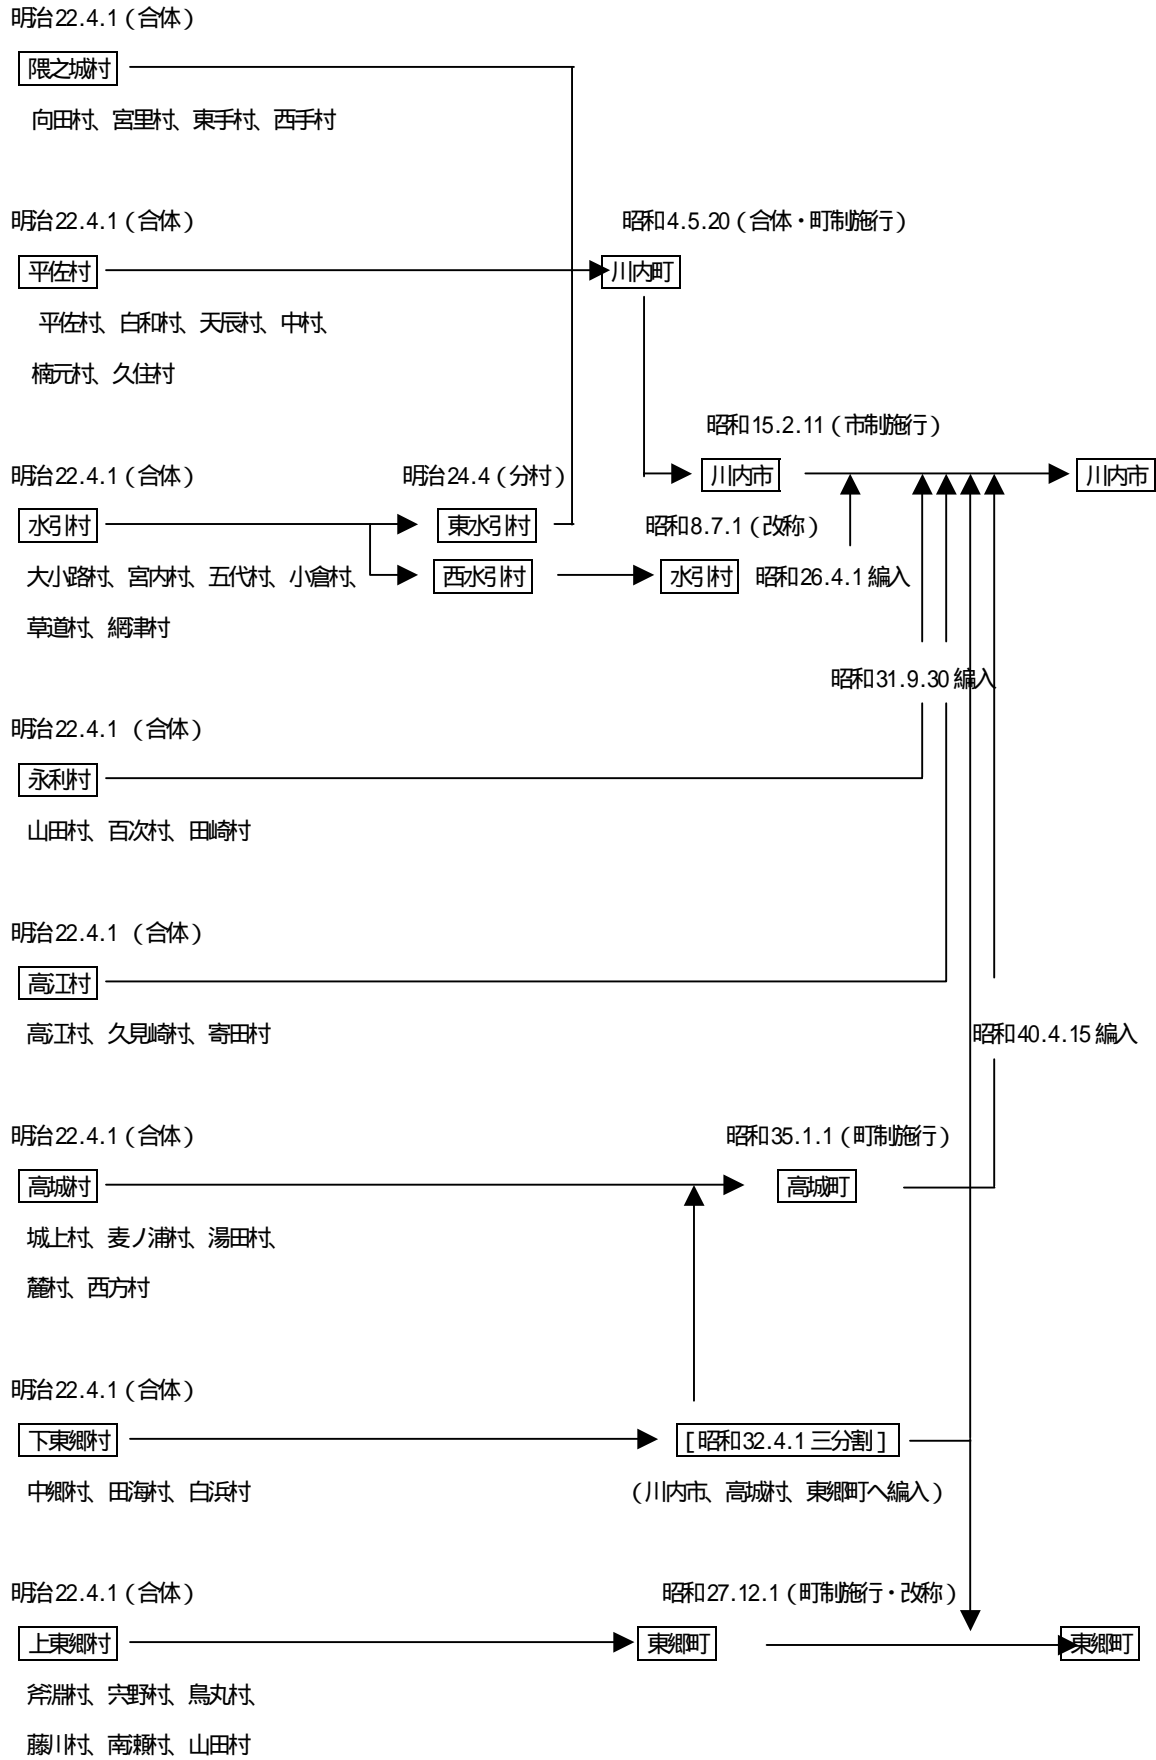 明治22.4.1(合体)
隈之城村
向田村、宮里村、東手村、西手村
明治22.4.1(合体)
昭和4.5.20(合体・町制施行)
平佐村
川内町
平佐村、白和村、天辰村、中村、
楠元村、久住村
昭和15.2.11(市制施行)
明治22.4.1(合体)
明治24.4(分村)
川内市
川内市
水引村
東水引村
昭和8.7.1(改称)
大小路村、宮内村、五代村、小倉村、
西水引村
水引村
昭和26.4.1編入
草道村、網津村
昭和31.9.30編入
明治22.4.1(合体)
永利村
山田村、百次村、田崎村
明治22.4.1(合体)
高江村
高江村、久見崎村、寄田村
昭和40.4.15編入
明治22.4.1(合体)
昭和35.1.1(町制施行)
高城村
高城町
城上村、麦ノ浦村、湯田村、
麓村、西方村
明治22.4.1(合体)
下東郷村
[昭和32.4.1三分割]
中郷村、田海村、白浜村
(川内市、高城村、東郷町へ編入)
明治22.4.1(合体)
昭和27.12.1(町制施行・改称)
上東郷村
東郷町
東郷町
斧淵村、宍野村、鳥丸村、
藤川村、南瀬村、山田村